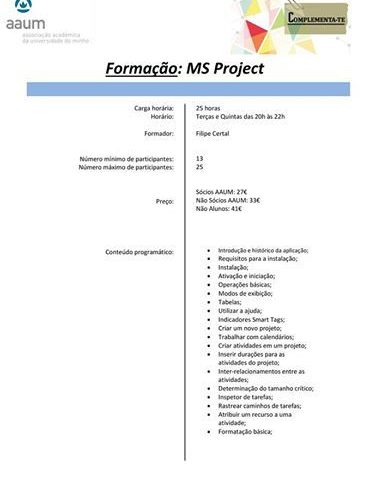 aaum
associação académica
da universidade do minho
COMPLEMENTA-TE
Formação: MS Project
Carga horária: 25 horas
Horário: Terças e Quintas das 20h às 22h
Formador: Filipe Certal
Número mínimo de participantes: 13
Número máximo de participantes: 25
Sócios AAUM: 27€
Preço: Não Sócios AAUM: 33€
Não Alunos: 41€
Conteúdo programático:
• Introdução e histórico da aplicação;
• Requisitos para a instalação;
• Instalação;
• Ativação e iniciação;
• Operações básicas;
• Modos de exibição;
• Tabelas;
• Utilizar a ajuda;
• Indicadores Smart Tags;
• Criar um novo projeto;
• Trabalhar com calendários;
• Criar atividades em um projeto;
• Inserir durações para as
atividades do projeto;
• Inter-relacionamentos entre as
atividades;
• Determinação do tamanho crítico;
• Inspetor de tarefas;
• Rastrear caminhos de tarefas;
• Atribuir um recurso a uma
atividade;
• Formatação básica;